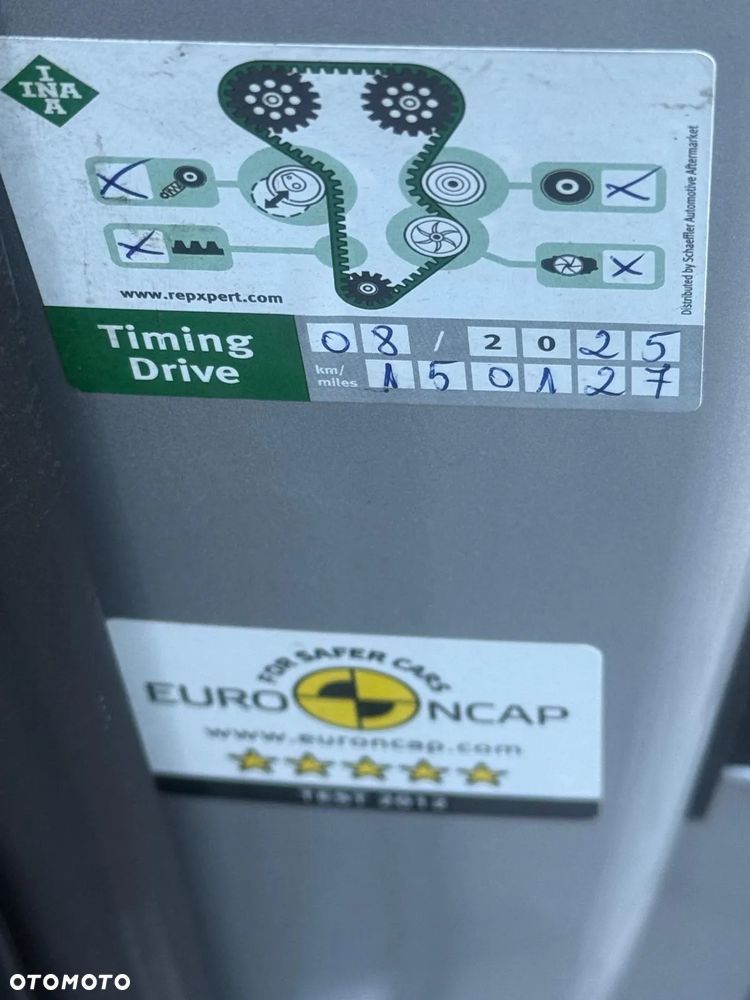 INA
INA
www.repxpert.com
Distributed by Schaeffler Automotive Aftermarket
Timing
Drive
08 / 2025
km/
miles
150127
FOR SAFER CARS
EURO NCAP
www.euroncap.com
OTOMOTO